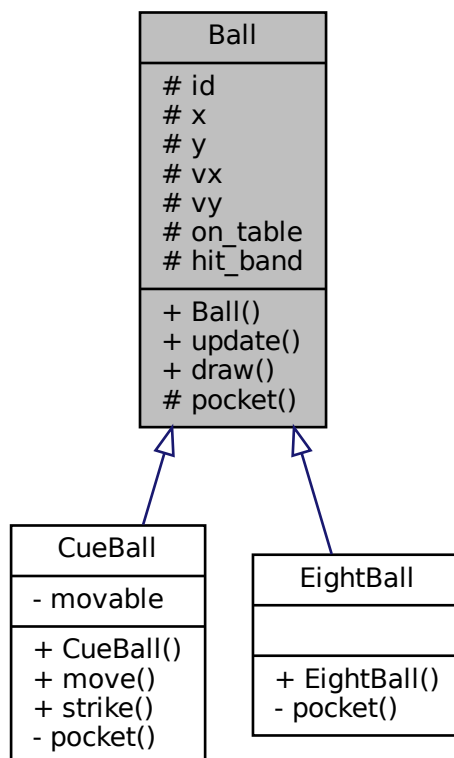 Ball
# id
# x
# y
# vx
# vy
# on_table
# hit_band
+ Ball()
+ update()
+ draw()
# pocket()
CueBall
- movable
+ CueBall()
+ move()
+ strike()
- pocket()
EightBall
+ EightBall()
- pocket()